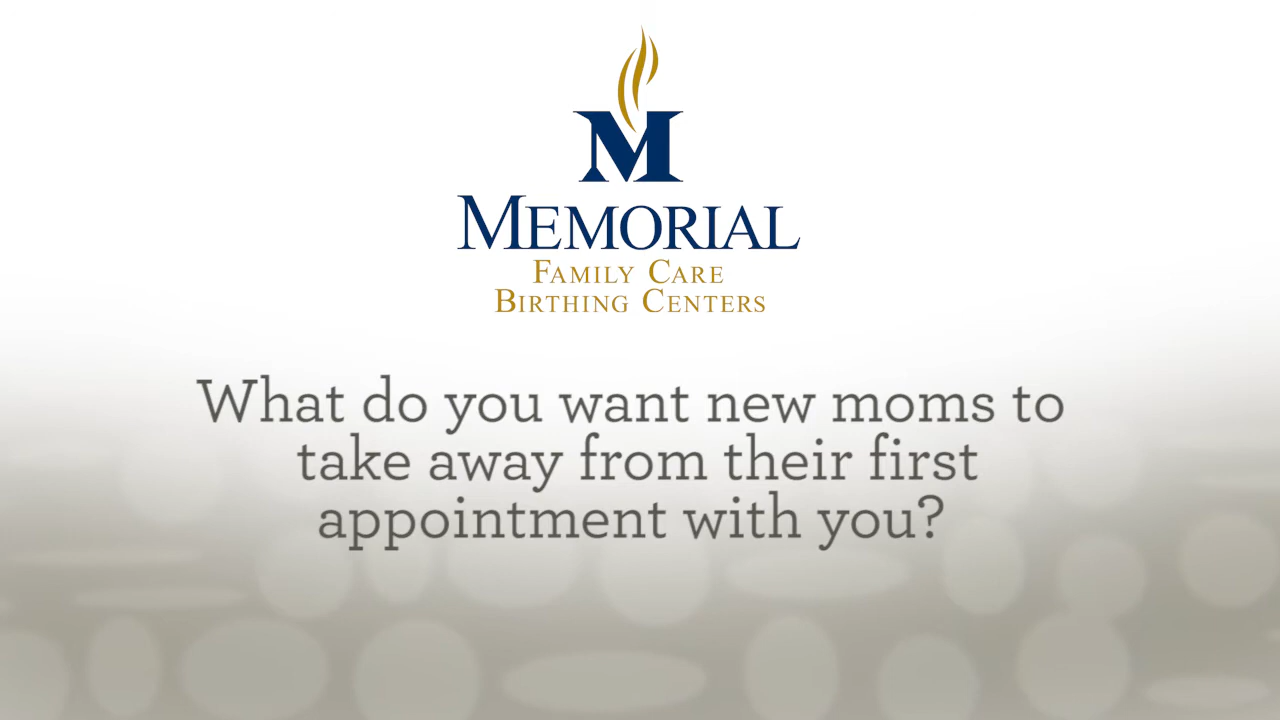 M
MEMORIAL
FAMILY CARE
BIRTHING CENTERS
What do you want new moms to
take away from their first
appointment with you?